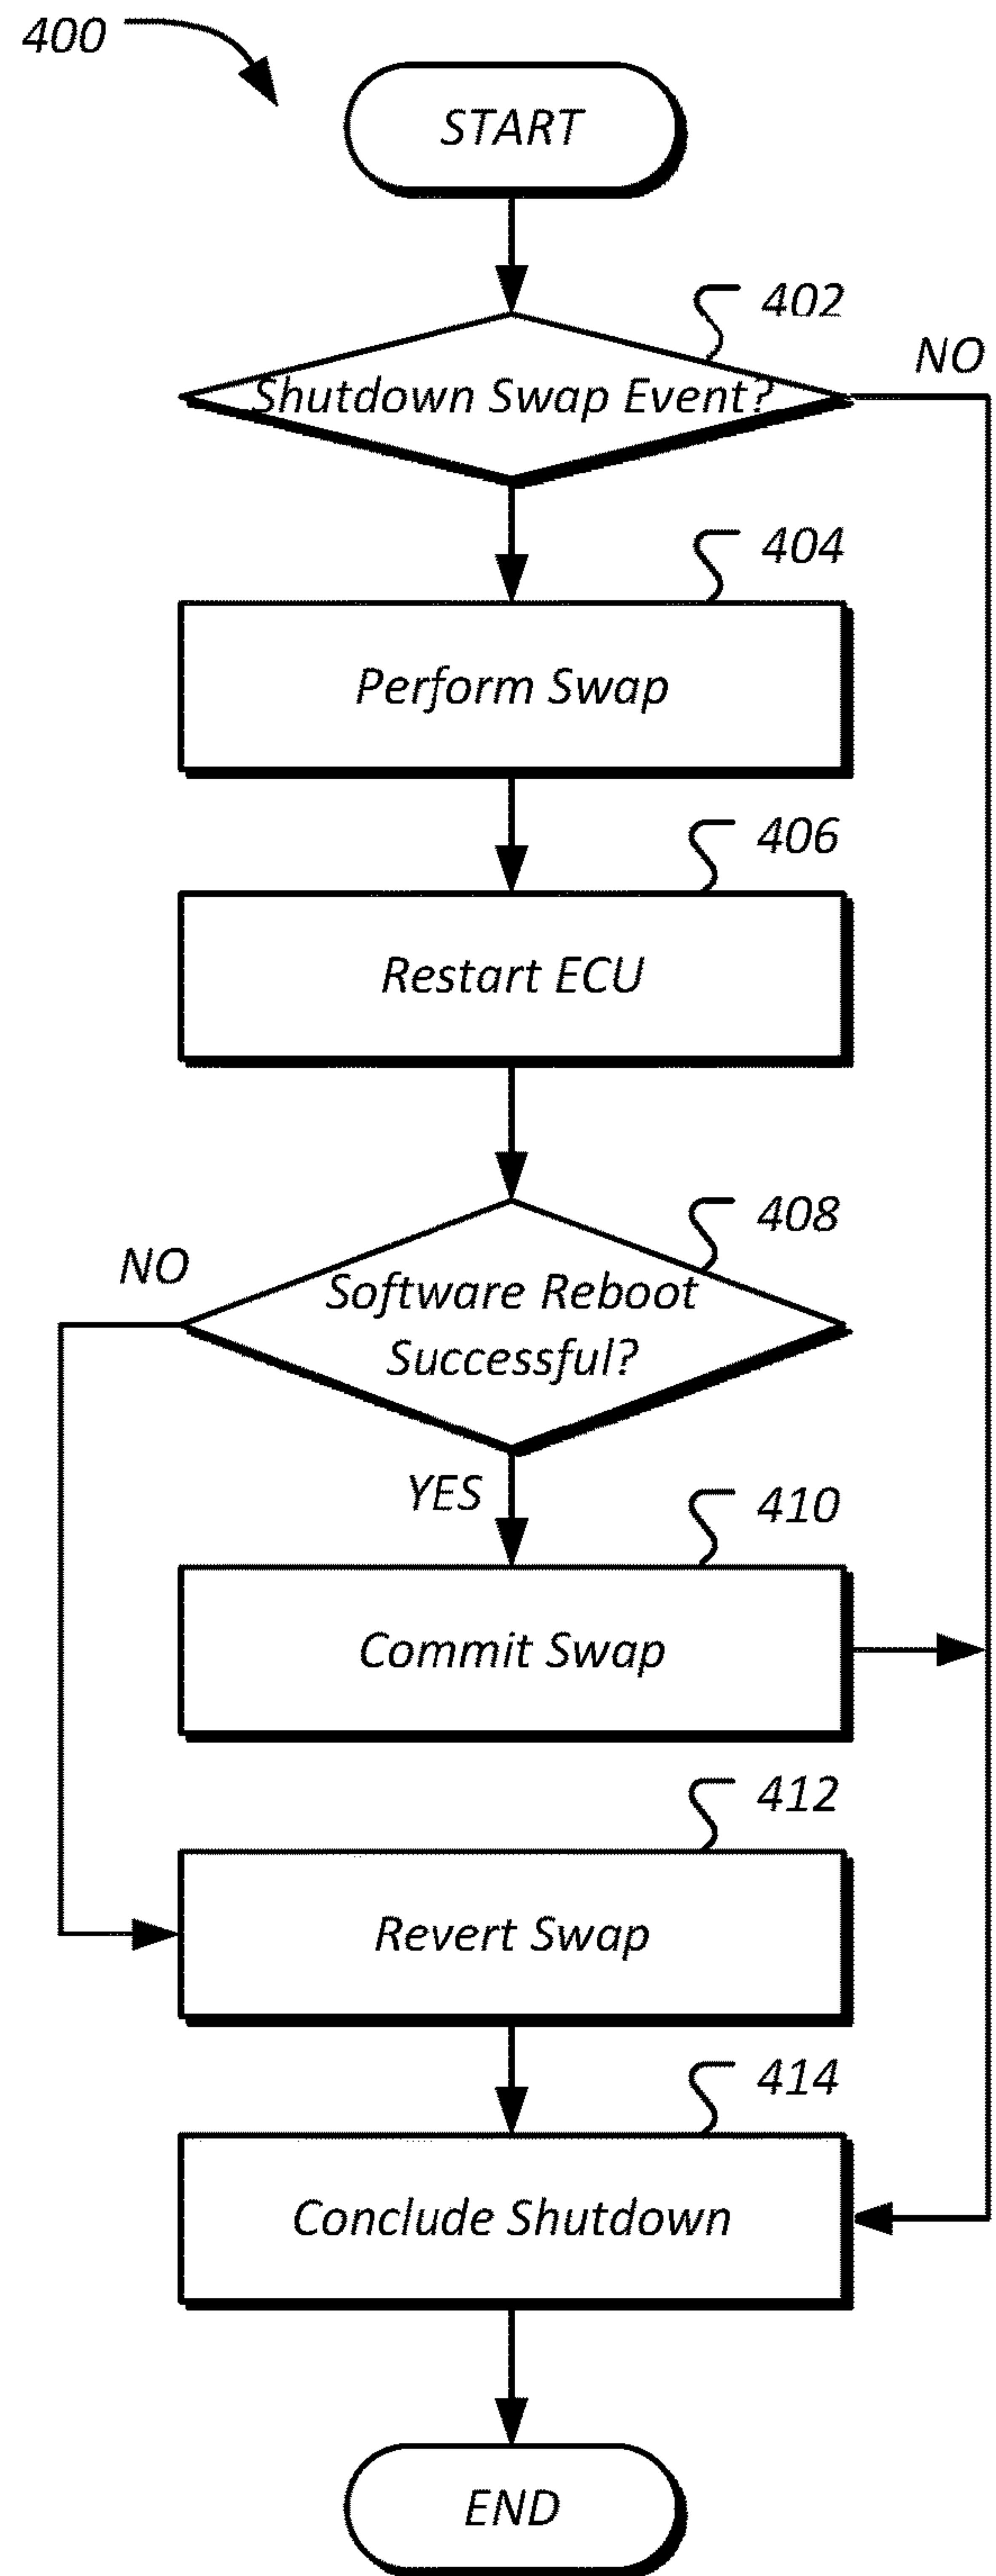 400
START
402
NO
Shutdown Swap Event?
404
Perform Swap
406
Restart ECU
408
NO
Software Reboot
Successful?
YES
410
Commit Swap
412
Revert Swap
414
Conclude Shutdown
END